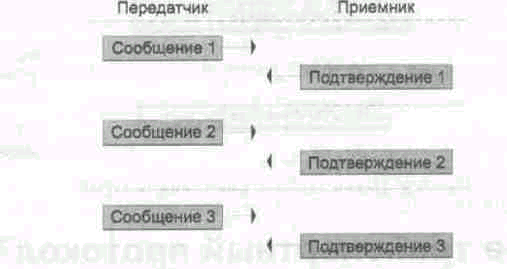 Передатчик Приемник
Сообщение 1
Подтверждение 1
Сообщение 2
Подтверждение 2
Сообщение 3
Подтверждение 3